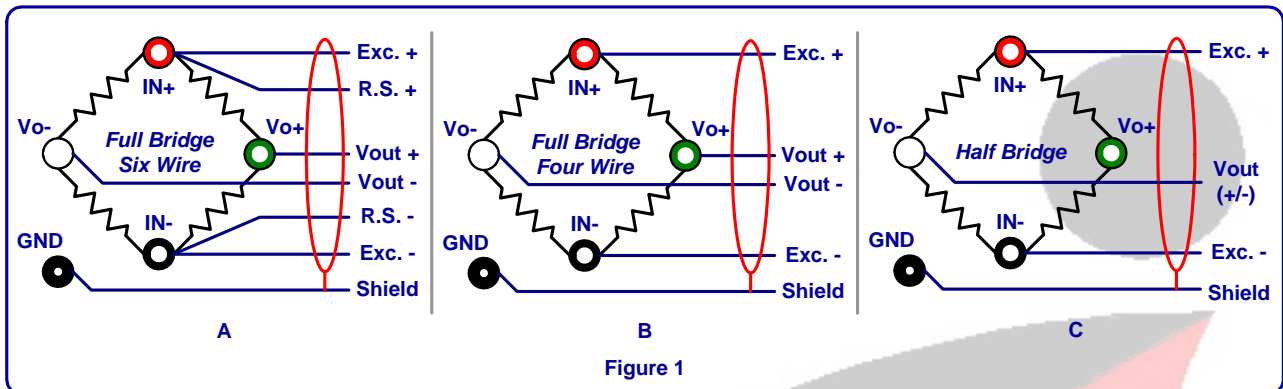 Exc. +
IN+
R.S. +
Vo-
Vo+
Full Bridge
Six Wire
Vout +
Vout -
IN-
R.S. -
GND
Exc. -
Shield
A
Exc. +
IN+
Vo-
Vo+
Full Bridge
Four Wire
Vout +
Vout -
IN-
GND
Exc. -
Shield
B
Exc. +
IN+
Vo-
Vo+
Half Bridge
Vout
(+/-)
IN-
GND
Exc. -
Shield
C
Figure 1